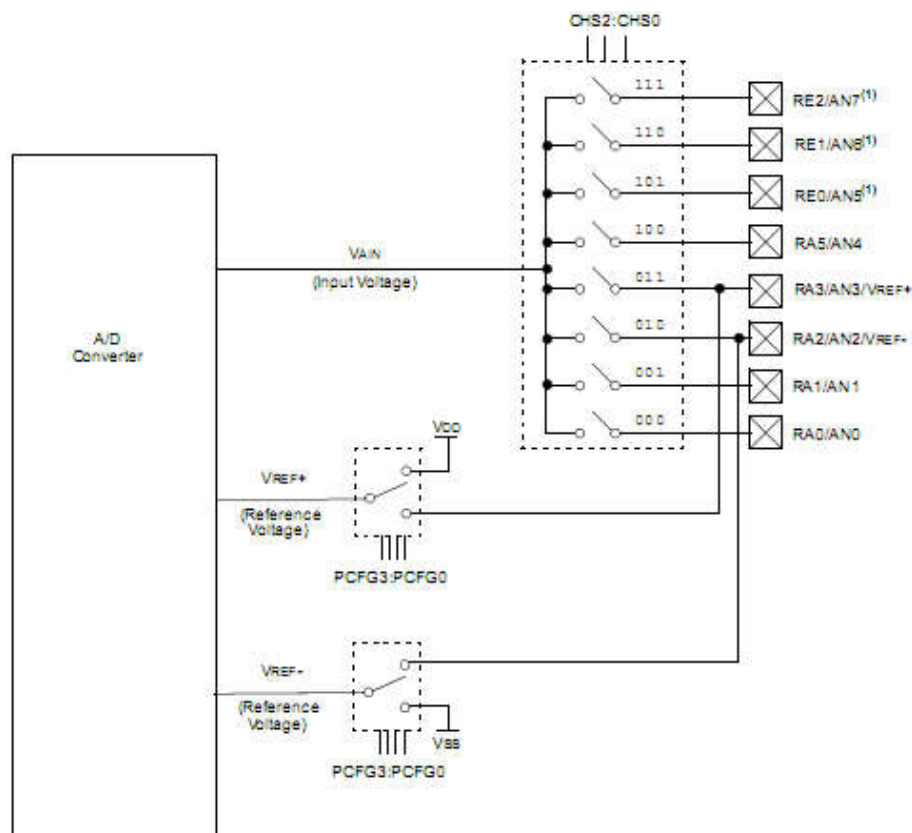 CHS2:CHS0
111 RE2/AN7(1)
110 RE1/AN6(1)
101 RE0/AN5(1)
100 RA5/AN4
VAIN
(Input Voltage)
011 RA3/AN3/VREF+
010 RA2/AN2/VREF-
A/D
Converter
001 RA1/AN1
000 RA0/AN0
VDD
VREF+
(Reference
Voltage)
PCFG3:PCFG0
VREF-
(Reference
Voltage)
VSS
PCFG3:PCFG0